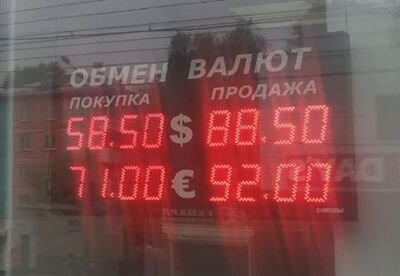 ОБМЕН ВАЛЮТ
ПОКУПКА ПРОДАЖА
58.50 $ 88.50
71.00 € 92.00